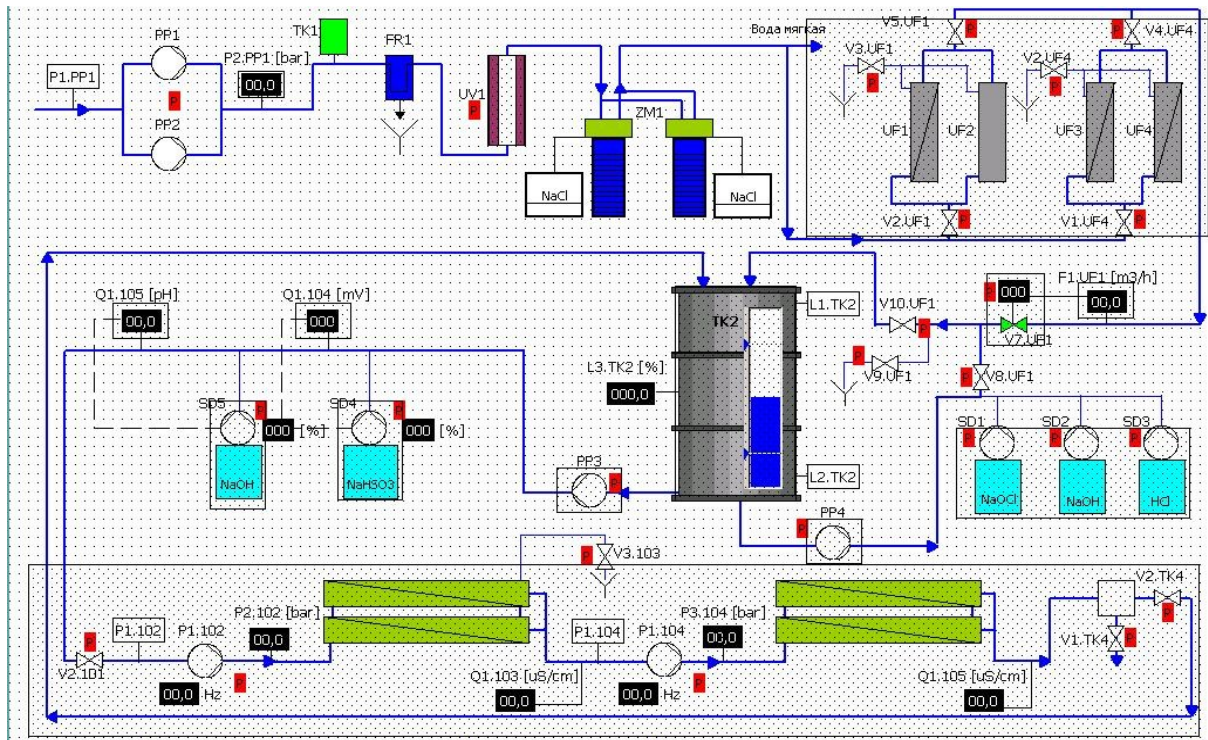 TK1
V5.UF1
PP1
FR1
Вода мягкая
V4.UF4
P2.PP1 [bar]
V3.UF1
V2.UF4
P1.PP1
00,0
P
UV1
P
ZM1
UF1
UF2
UF3
UF4
PP2
NaCl
NaCl
V2.UF1
P
V1.UF4
P
Q1.105 [pH]
Q1.104 [mV]
F1.UF1 [m3/h]
P
000
00,0
L1.TK2
V10.UF1
00,0
000
TK2
P
V7.UF1
L3.TK2 [%]
P
V9.UF1
P
V8.UF1
000,0
SD5
P
SD4
P
000 [%]
000 [%]
SD1
P
SD2
P
SD3
P
PP3
P
L2.TK2
NaOH
NaHSO3
NaOCl
NaOH
HCl
PP4
P
P
V3.103
V2.TK4
P
P2.102 [bar]
P3.104 [bar]
P1.102
P1.102
00,0
P1.104
P1.104
00,0
V1.TK4
P
P
V2.101
Q1.103 [uS/cm]
Q1.105 [uS/cm]
00,0 Hz
P
00,0
00,0 Hz
P
00,0